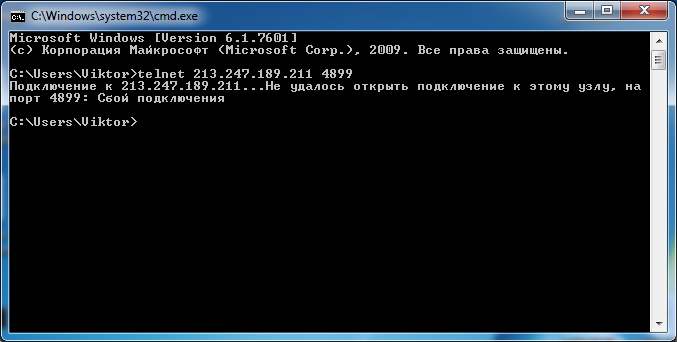 C:\Windows\system32\cmd.exe
Microsoft Windows [Version 6.1.7601]
(c) Корпорация Майкрософт (Microsoft Corp.), 2009. Все права защищены.
C:\Users\Viktor>telnet 213.247.189.211 4899
Подключение к 213.247.189.211...Не удалось открыть подключение к этому узлу, на
порт 4899: Сбой подключения
C:\Users\Viktor>